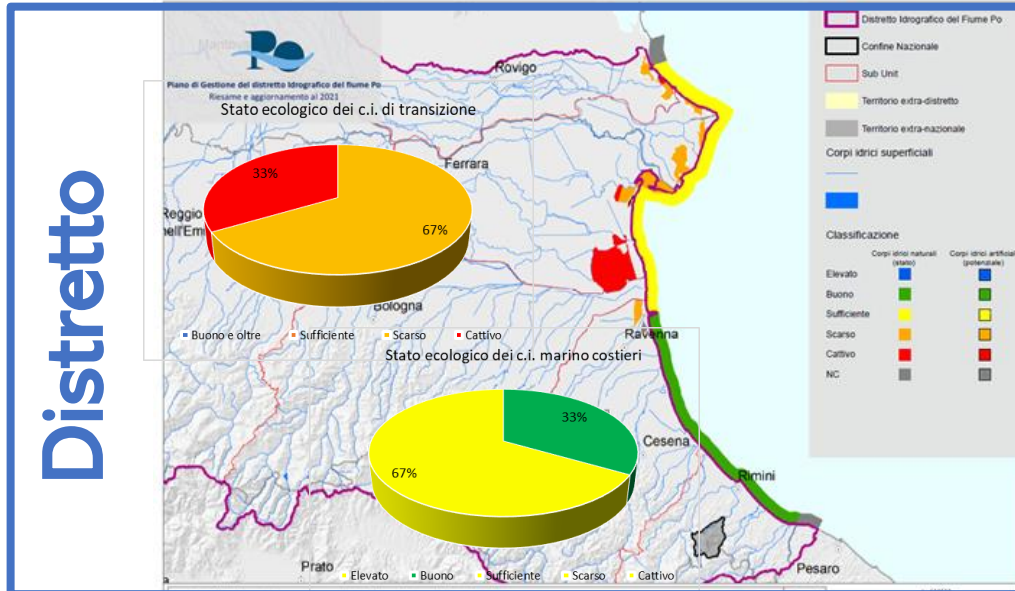 Distretto
Po
Piano di Gestione del distretto idrografico del fiume Po
Riesame e aggiornamento al 2021
Stato ecologico dei c.i. di transizione
33%
67%
Buono e oltre
Sufficiente
Scarso
Cattivo
Stato ecologico dei c.i. marino costieri
33%
67%
Elevato
Buono
Sufficiente
Scarso
Cattivo
Rovigo
Ferrara
Reggio
Bologna
Ravenna
Cesena
Rimini
Prato
Pesaro
Distretto Idrografico del Fiume Po
Confine Nazionale
Sub Unit
Territorio extra-distretto
Territorio extra-nazionale
Corpi idrici superficiali
Classificazione
Corpi idrici naturali
(stato)
Corpi idrici artificiali
(potenziale)
Elevato
Buono
Sufficiente
Scarso
Cattivo
NC